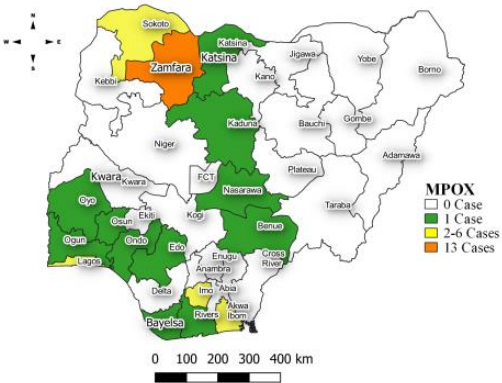 N
W
E
S
Sokoto
Katsina
Zamfara
Katsina
Jigawa
Yobe
Borno
Kebbi
Kano
Kaduna
Bauchi
Gombe
Niger
Adamawa
Kwara
Kwara
FCT
Plateau
Nasarawa
Taraba
Oyo
Osun
Ekiti
Kogi
Benue
Ogun
Ondo
Edo
Lagos
Enugu
Anambra
Cross
River
Delta
Imo
Abia
Akwa
Ibom
Bayelsa
Rivers
MPOX
0 Case
1 Case
2-6 Cases
13 Cases
0 100 200 300 400 km